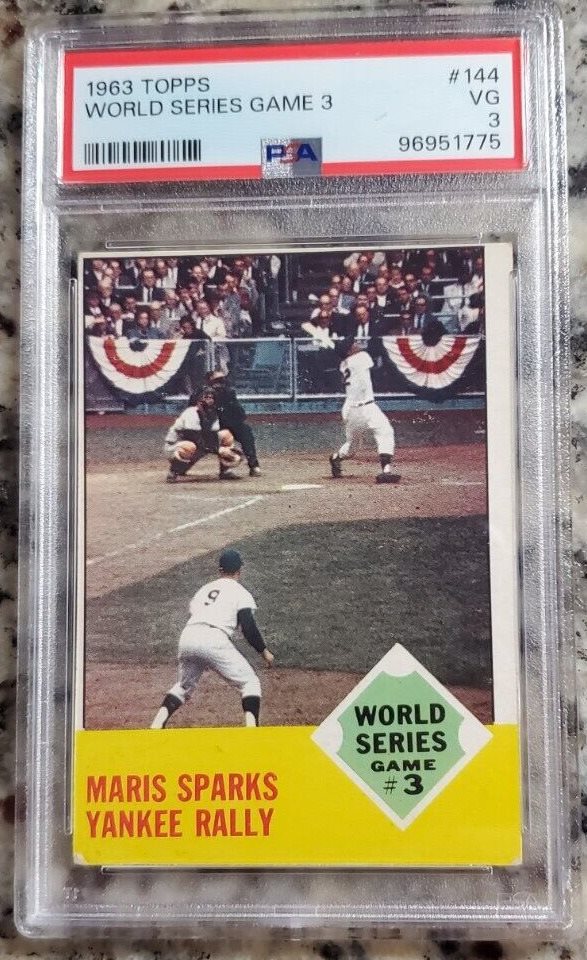 1963 TOPPS #144
WORLD SERIES GAME 3 VG
3
PSA 96951775
9
WORLD
SERIES
GAME
#3
MARIS SPARKS
YANKEE RALLY